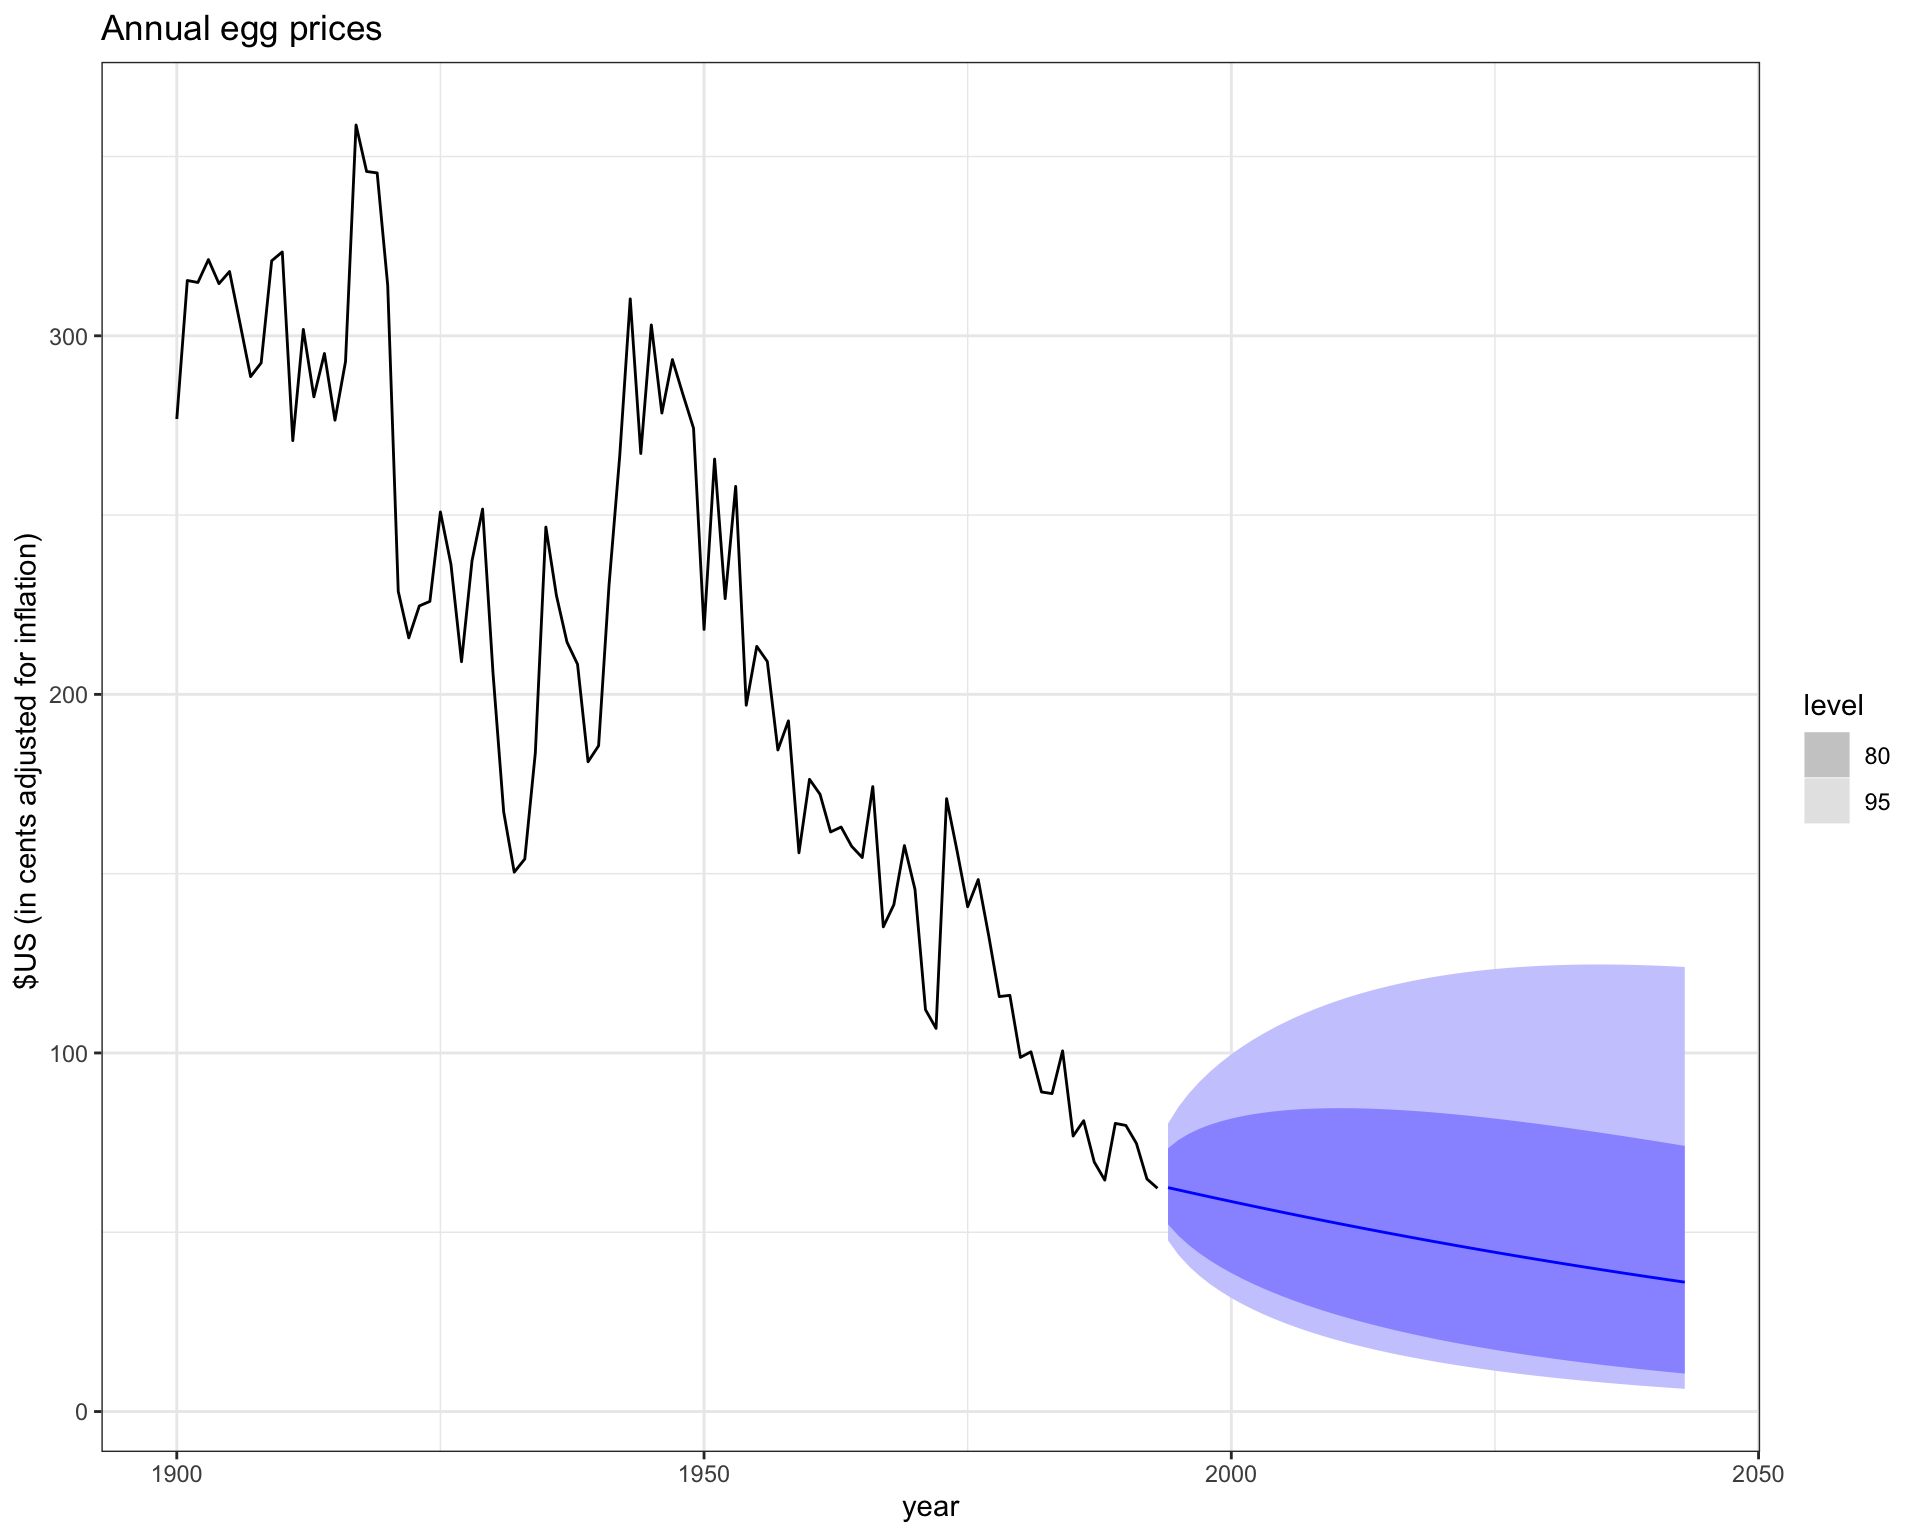 Annual egg prices
$US (in cents adjusted for inflation)
300
200
100
0
1900
1950
2000
2050
year
level
80
95